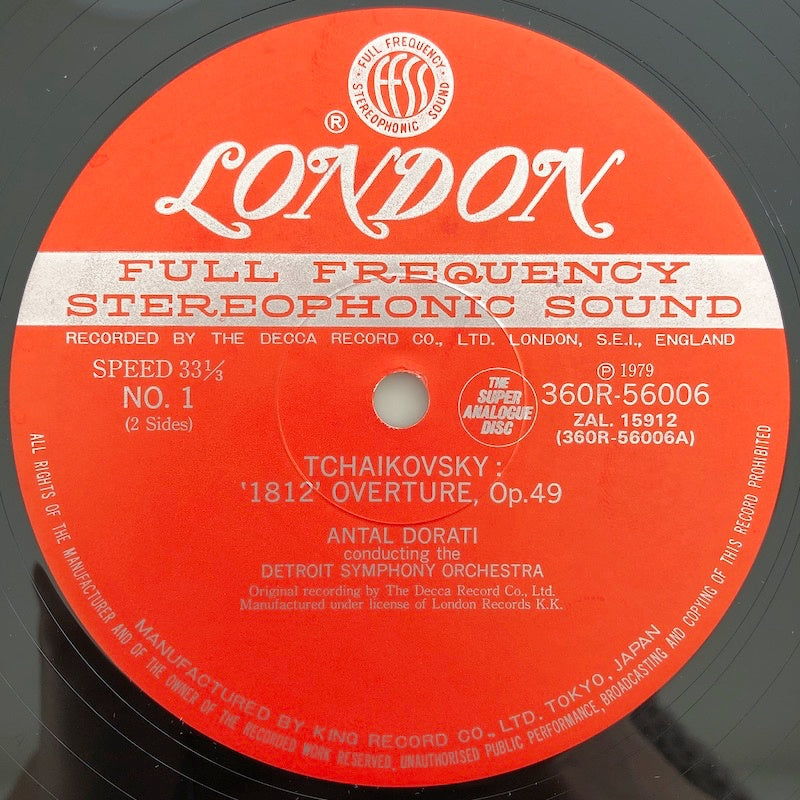 FULL FREQUENCY
FFSS
STEREOPHONIC SOUND
®
LONDON
FULL FREQUENCY
STEREOPHONIC SOUND
RECORDED BY THE DECCA RECORD CO., LTD. LONDON, S.E.I., ENGLAND
SPEED 33⅓
NO. 1
(2 Sides)
THE
SUPER
ANALOGUE
DISC
℗ 1979
360R-56006
ZAL. 15912
(360R-56006A)
TCHAIKOVSKY:
'1812' OVERTURE, Op.49
ANTAL DORATI
conducting the
DETROIT SYMPHONY ORCHESTRA
Original recording by The Decca Record Co., Ltd.
Manufactured under license of London Records K.K.
MANUFACTURED BY KING RECORD CO., LTD. TOKYO, JAPAN
ALL RIGHTS OF THE MANUFACTURER AND OF THE OWNER OF THE RECORDED WORK RESERVED, UNAUTHORISED PUBLIC PERFORMANCE, BROADCASTING AND COPYING OF THIS RECORD PROHIBITED